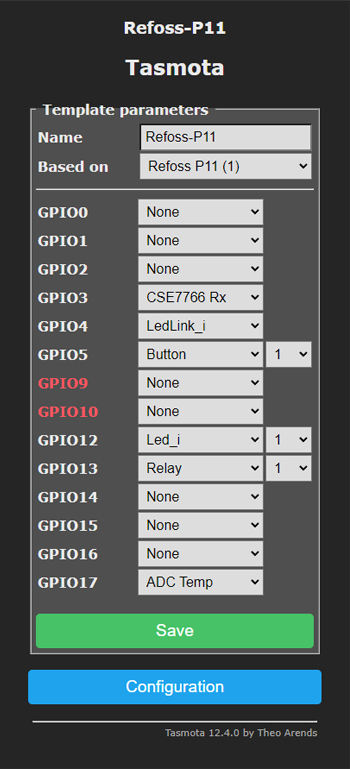 Refoss-P11
Tasmota
Template parameters
Name Refoss-P11
Based on Refoss P11 (1)
GPIO0 None
GPIO1 None
GPIO2 None
GPIO3 CSE7766 Rx
GPIO4 LedLink_i
GPIO5 Button 1
GPIO9 None
GPIO10 None
GPIO12 Led_i 1
GPIO13 Relay 1
GPIO14 None
GPIO15 None
GPIO16 None
GPIO17 ADC Temp
Save
Configuration
Tasmota 12.4.0 by Theo Arends